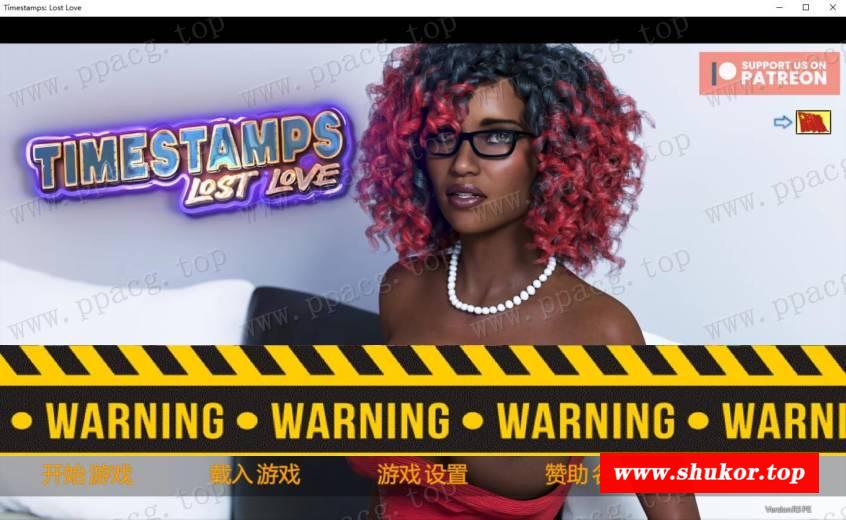 Timestamps: Lost Love
www.ppacg.top
SUPPORT US ON
PATREON
TIMESTAMPS
LOST LOVE
WARNING WARNING WARNING WARNI
开始游戏 载入游戏 游戏设置 赞助
www.shukor.top